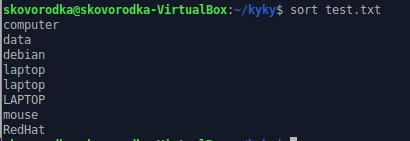 skovorodka@skovorodka-VirtualBox:~/kyky$ sort test.txt
computer
data
debian
laptop
laptop
LAPTOP
mouse
RedHat